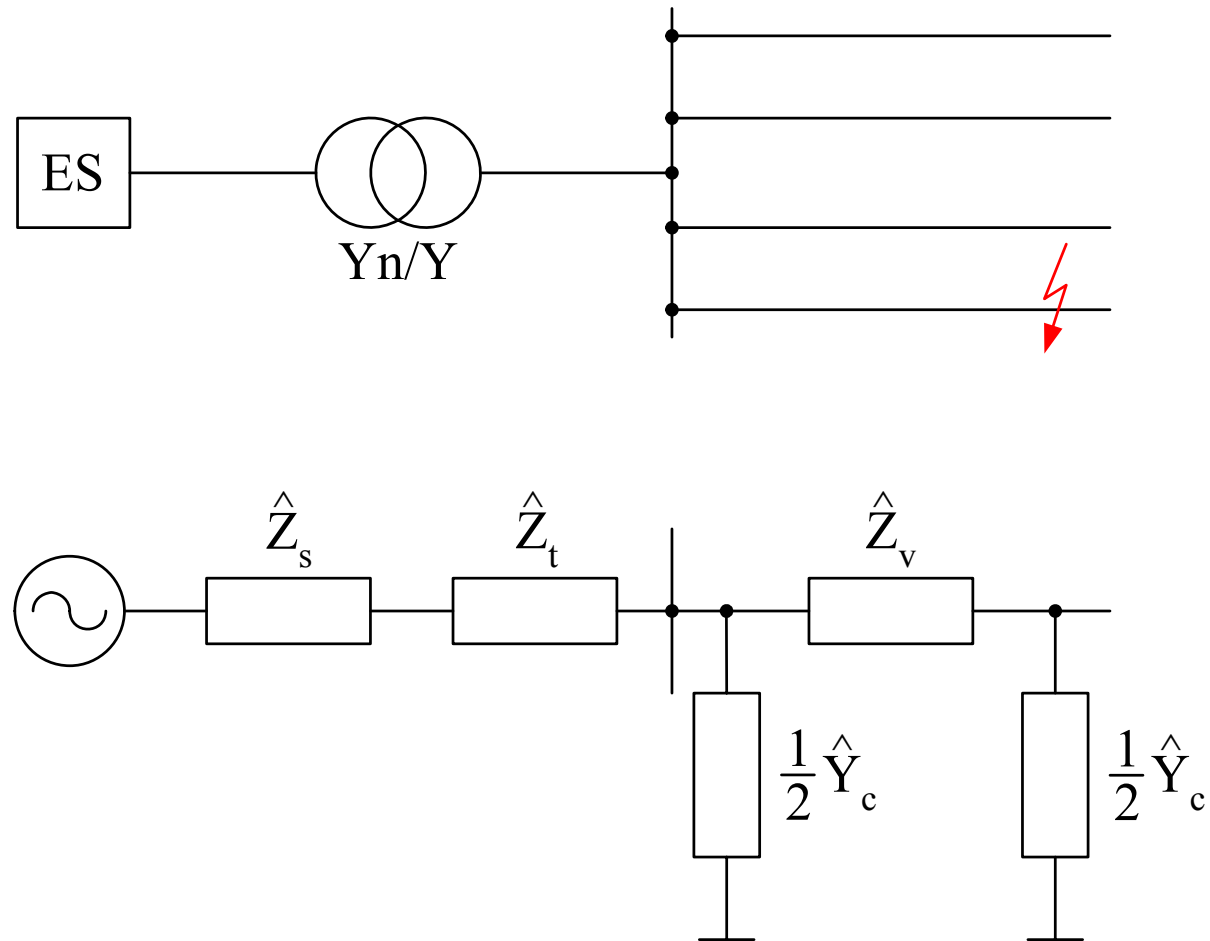 ES
Yn/Y
Ẑs
Ẑt
Ẑv
1/2 Ŷc
1/2 Ŷc